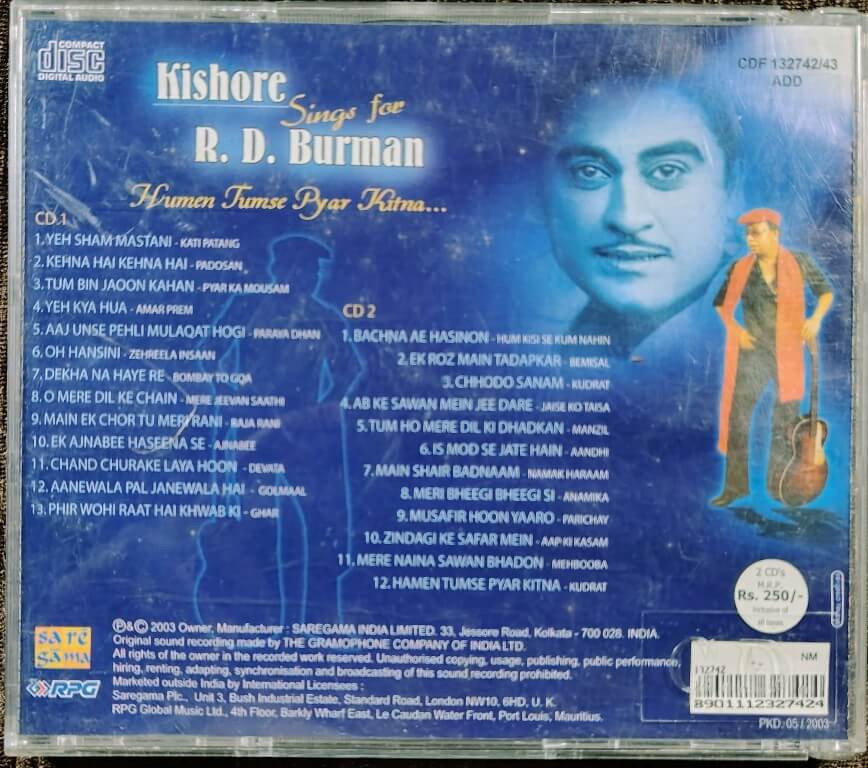 COMPACT
disc
DIGITAL AUDIO
CDF 132742/43
ADD
Kishore
Sings for
R. D. Burman
Humen Tumse Pyar Kitna...
CD 1
1. YEH SHAM MASTANI - KATI PATANG
2. KEHNA HAI KEHNA HAI - PADOSAN
3. TUM BIN JAOON KAHAN - PYAR KA MOUSAM
4. YEH KYA HUA - AMAR PREM
5. AAJ UNSE PEHLI MULAQAT HOGI - PARAYA DHAN
6. OH HANSINI - ZEHREELA INSAAN
7. DEKHA NA HAYE RE - BOMBAY TO GOA
8. O MERE DIL KE CHAIN - MERE JEEVAN SAATHI
9. MAIN EK CHOR TU MERI RANI - RAJA RANI
10. EK AJNABEE HASEENA SE - AJNABEE
11. CHAND CHURAKE LAYA HOON - DEVATA
12. AANEWALA PAL JANEWALA HAI - GOLMAAL
13. PHIR WOHI RAAT HAI KHWAB KI - GHAR
CD 2
1. BACHNA AE HASINON - HUM KISI SE KUM NAHIN
2. EK ROZ MAIN TADAPKAR - BEMISAL
3. CHHODO SANAM - KUDRAT
4. AB KE SAWAN MEIN JEE DARE - JAISE KO TAISA
5. TUM HO MERE DIL KI DHADKAN - MANZIL
6. IS MOD SE JATE HAIN - AANDHI
7. MAIN SHAIR BADNAAM - NAMAK HARAAM
8. MERI BHEEGI BHEEGI SI - ANAMIKA
9. MUSAFIR HOON YAARO - PARICHAY
10. ZINDAGI KE SAFAR MEIN - AAP KI KASAM
11. MERE NAINA SAWAN BHADON - MEHBOOBA
12. HAMEN TUMSE PYAR KITNA - KUDRAT
2 CD's
M.R.P.
Rs. 250/-
inclusive of
all taxes
sa re
ga ma
RPG
℗&© 2003 Owner, Manufacturer : SAREGAMA INDIA LIMITED. 33, Jessore Road, Kolkata - 700 028. INDIA.
Original sound recording made by THE GRAMOPHONE COMPANY OF INDIA LTD.
All rights of the owner in the recorded work reserved. Unauthorised copying, usage, publishing, public performance,
hiring, renting, adapting, synchronisation and broadcasting of this sound recording prohibited.
Marketed outside India by International Licensees :
Saregama Plc., Unit 3, Bush Industrial Estate, Standard Road, London NW10, 6HD, U. K.
RPG Global Music Ltd., 4th Floor, Barkly Wharf East, Le Caudan Water Front, Port Louis, Mauritius.
NM
132742
8901112327424
PKD. 05 / 2003